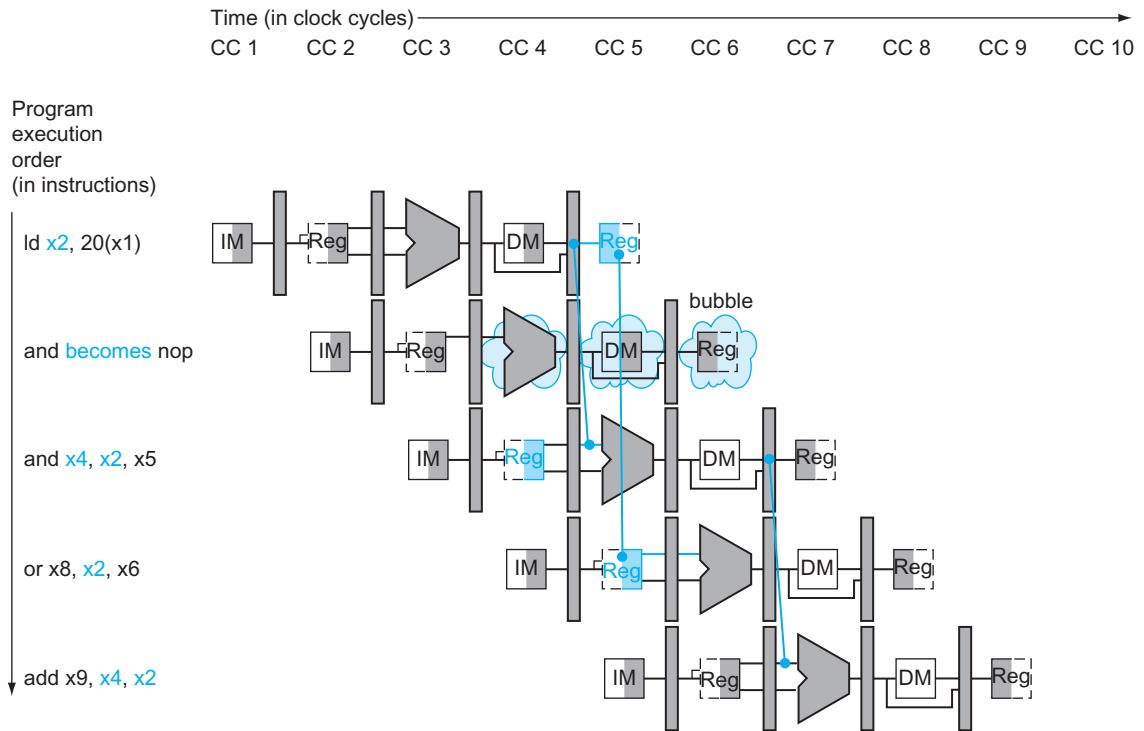 Time (in clock cycles)
CC 1 CC 2 CC 3 CC 4 CC 5 CC 6 CC 7 CC 8 CC 9 CC 10
Program
execution
order
(in instructions)
ld x2, 20(x1)
IM Reg DM Reg
bubble
and becomes nop
IM Reg DM Reg
and x4, x2, x5
IM Reg DM Reg
or x8, x2, x6
IM Reg DM Reg
add x9, x4, x2
IM Reg DM Reg